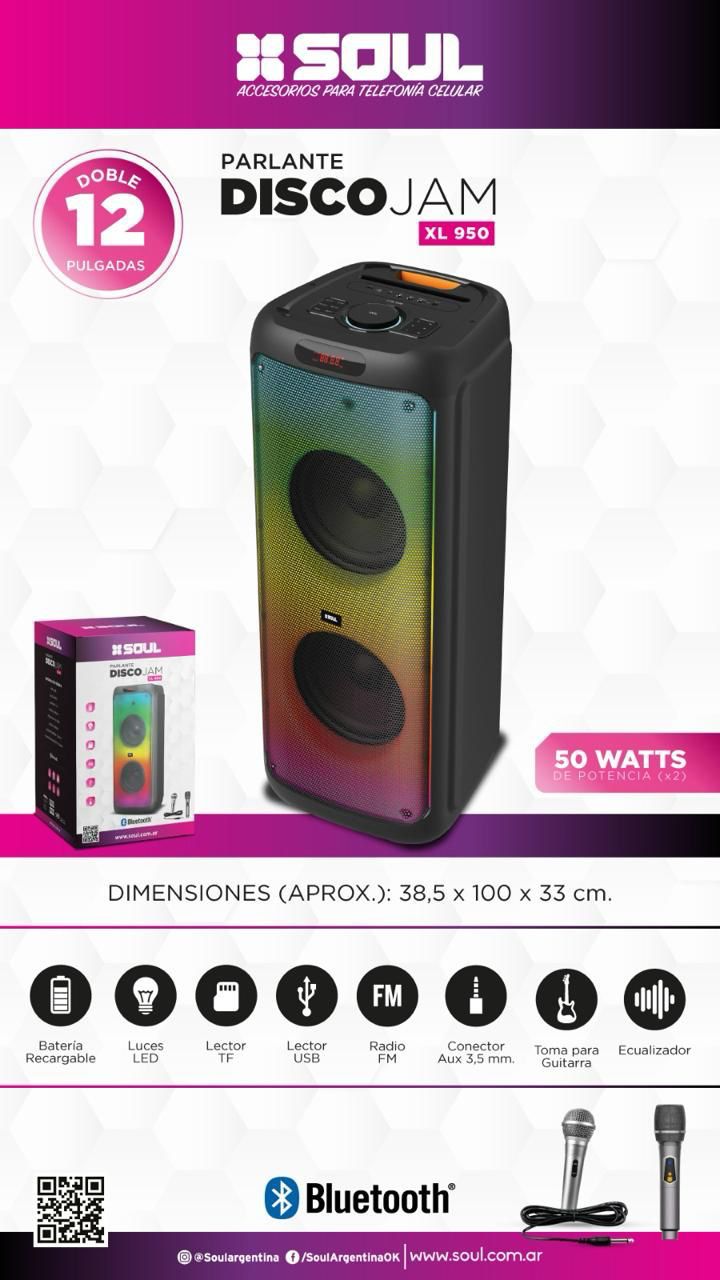 SOUL
ACCESORIOS PARA TELEFONÍA CELULAR
DOBLE
12
PULGADAS
PARLANTE
DISCOJAM
XL 950
SOUL
SOUL
PARLANTE
DISCOJAM
XL 950
Bluetooth
www.soul.com.ar
50 WATTS
DE POTENCIA (x2)
DIMENSIONES (APROX.): 38,5 x 100 x 33 cm.
Batería
Recargable
Luces
LED
Lector
TF
Lector
USB
FM
Radio
FM
Conector
Aux 3,5 mm.
Toma para
Guitarra
Ecualizador
Bluetooth®
@Soulargentina /SoulArgentinaOK | www.soul.com.ar